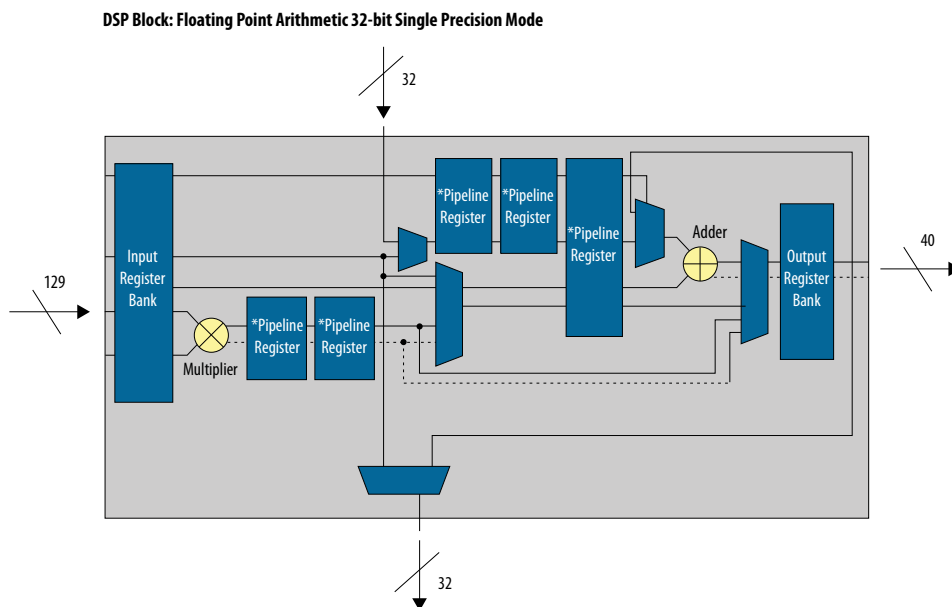 DSP Block: Floating Point Arithmetic 32-bit Single Precision Mode
32
*Pipeline
Register
*Pipeline
Register
*Pipeline
Register
Adder
40
Input
Register
Bank
Output
Register
Bank
129
*Pipeline
Register
*Pipeline
Register
Multiplier
32